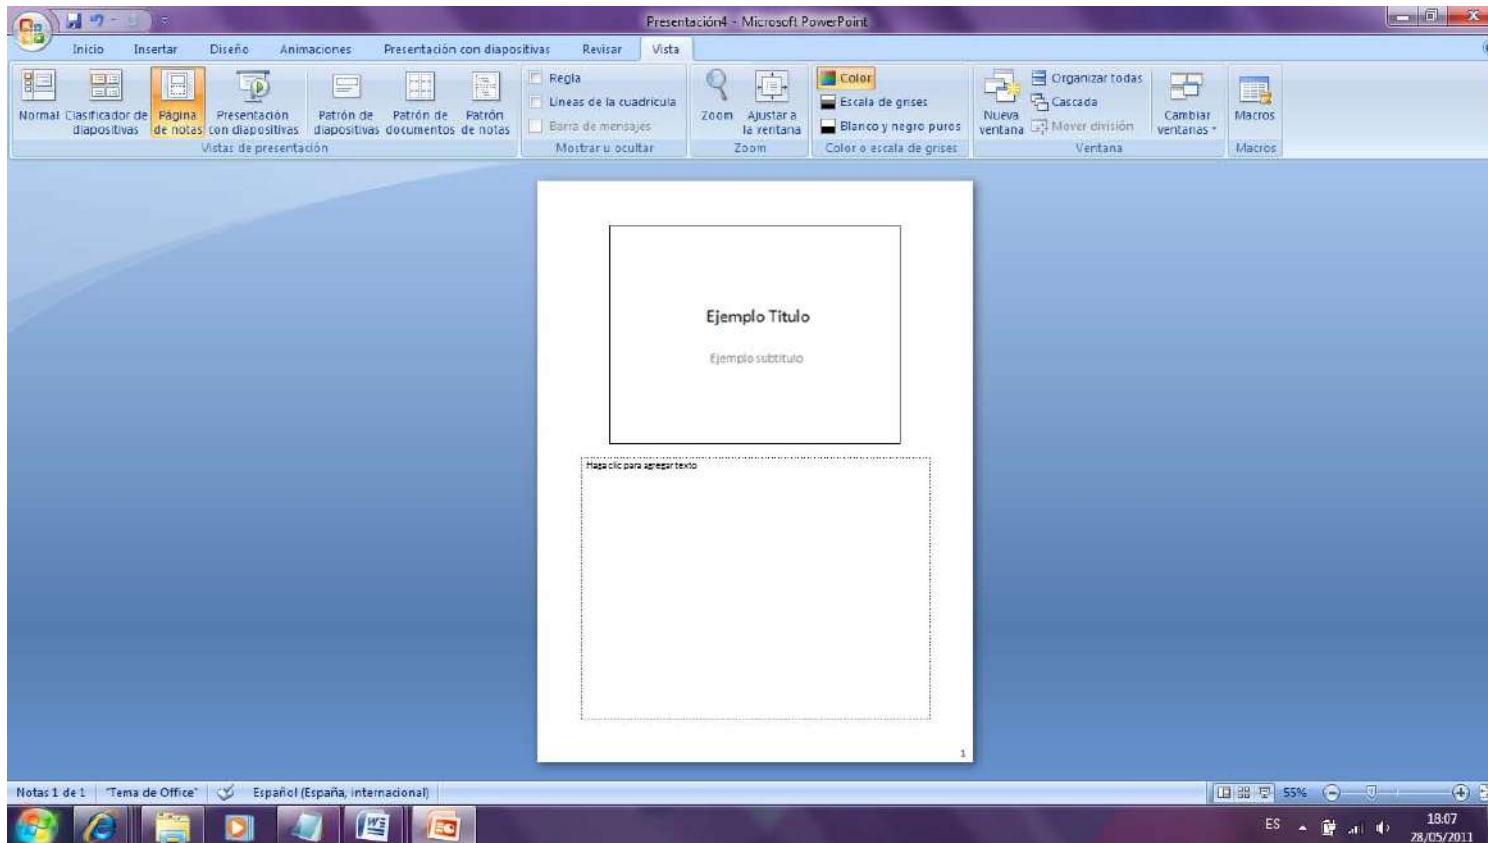 Presentación4 - Microsoft PowerPoint
Inicio Insertar Diseño Animaciones Presentación con diapositivas Revisar Vista
Normal Clasificador de diapositivas Página de notas Presentación con diapositivas Patrón de diapositivas Patrón de documentos Patrón de notas
Vistas de presentación
Regla
Líneas de la cuadrícula
Barra de mensajes
Mostrar u ocultar
Zoom Ajustar a la ventana
Zoom
Color
Escala de grises
Blanco y negro puros
Color o escala de grises
Nueva ventana
Organizar todas
Cascada
Mover división
Cambiar ventanas
Ventana
Macros
Macros
Ejemplo Titulo
Ejemplo subtitulo
Haga clic para agregar texto
1
Notas 1 de 1 "Tema de Office" Español (España, internacional) 55%
ES 18:07
28/05/2011